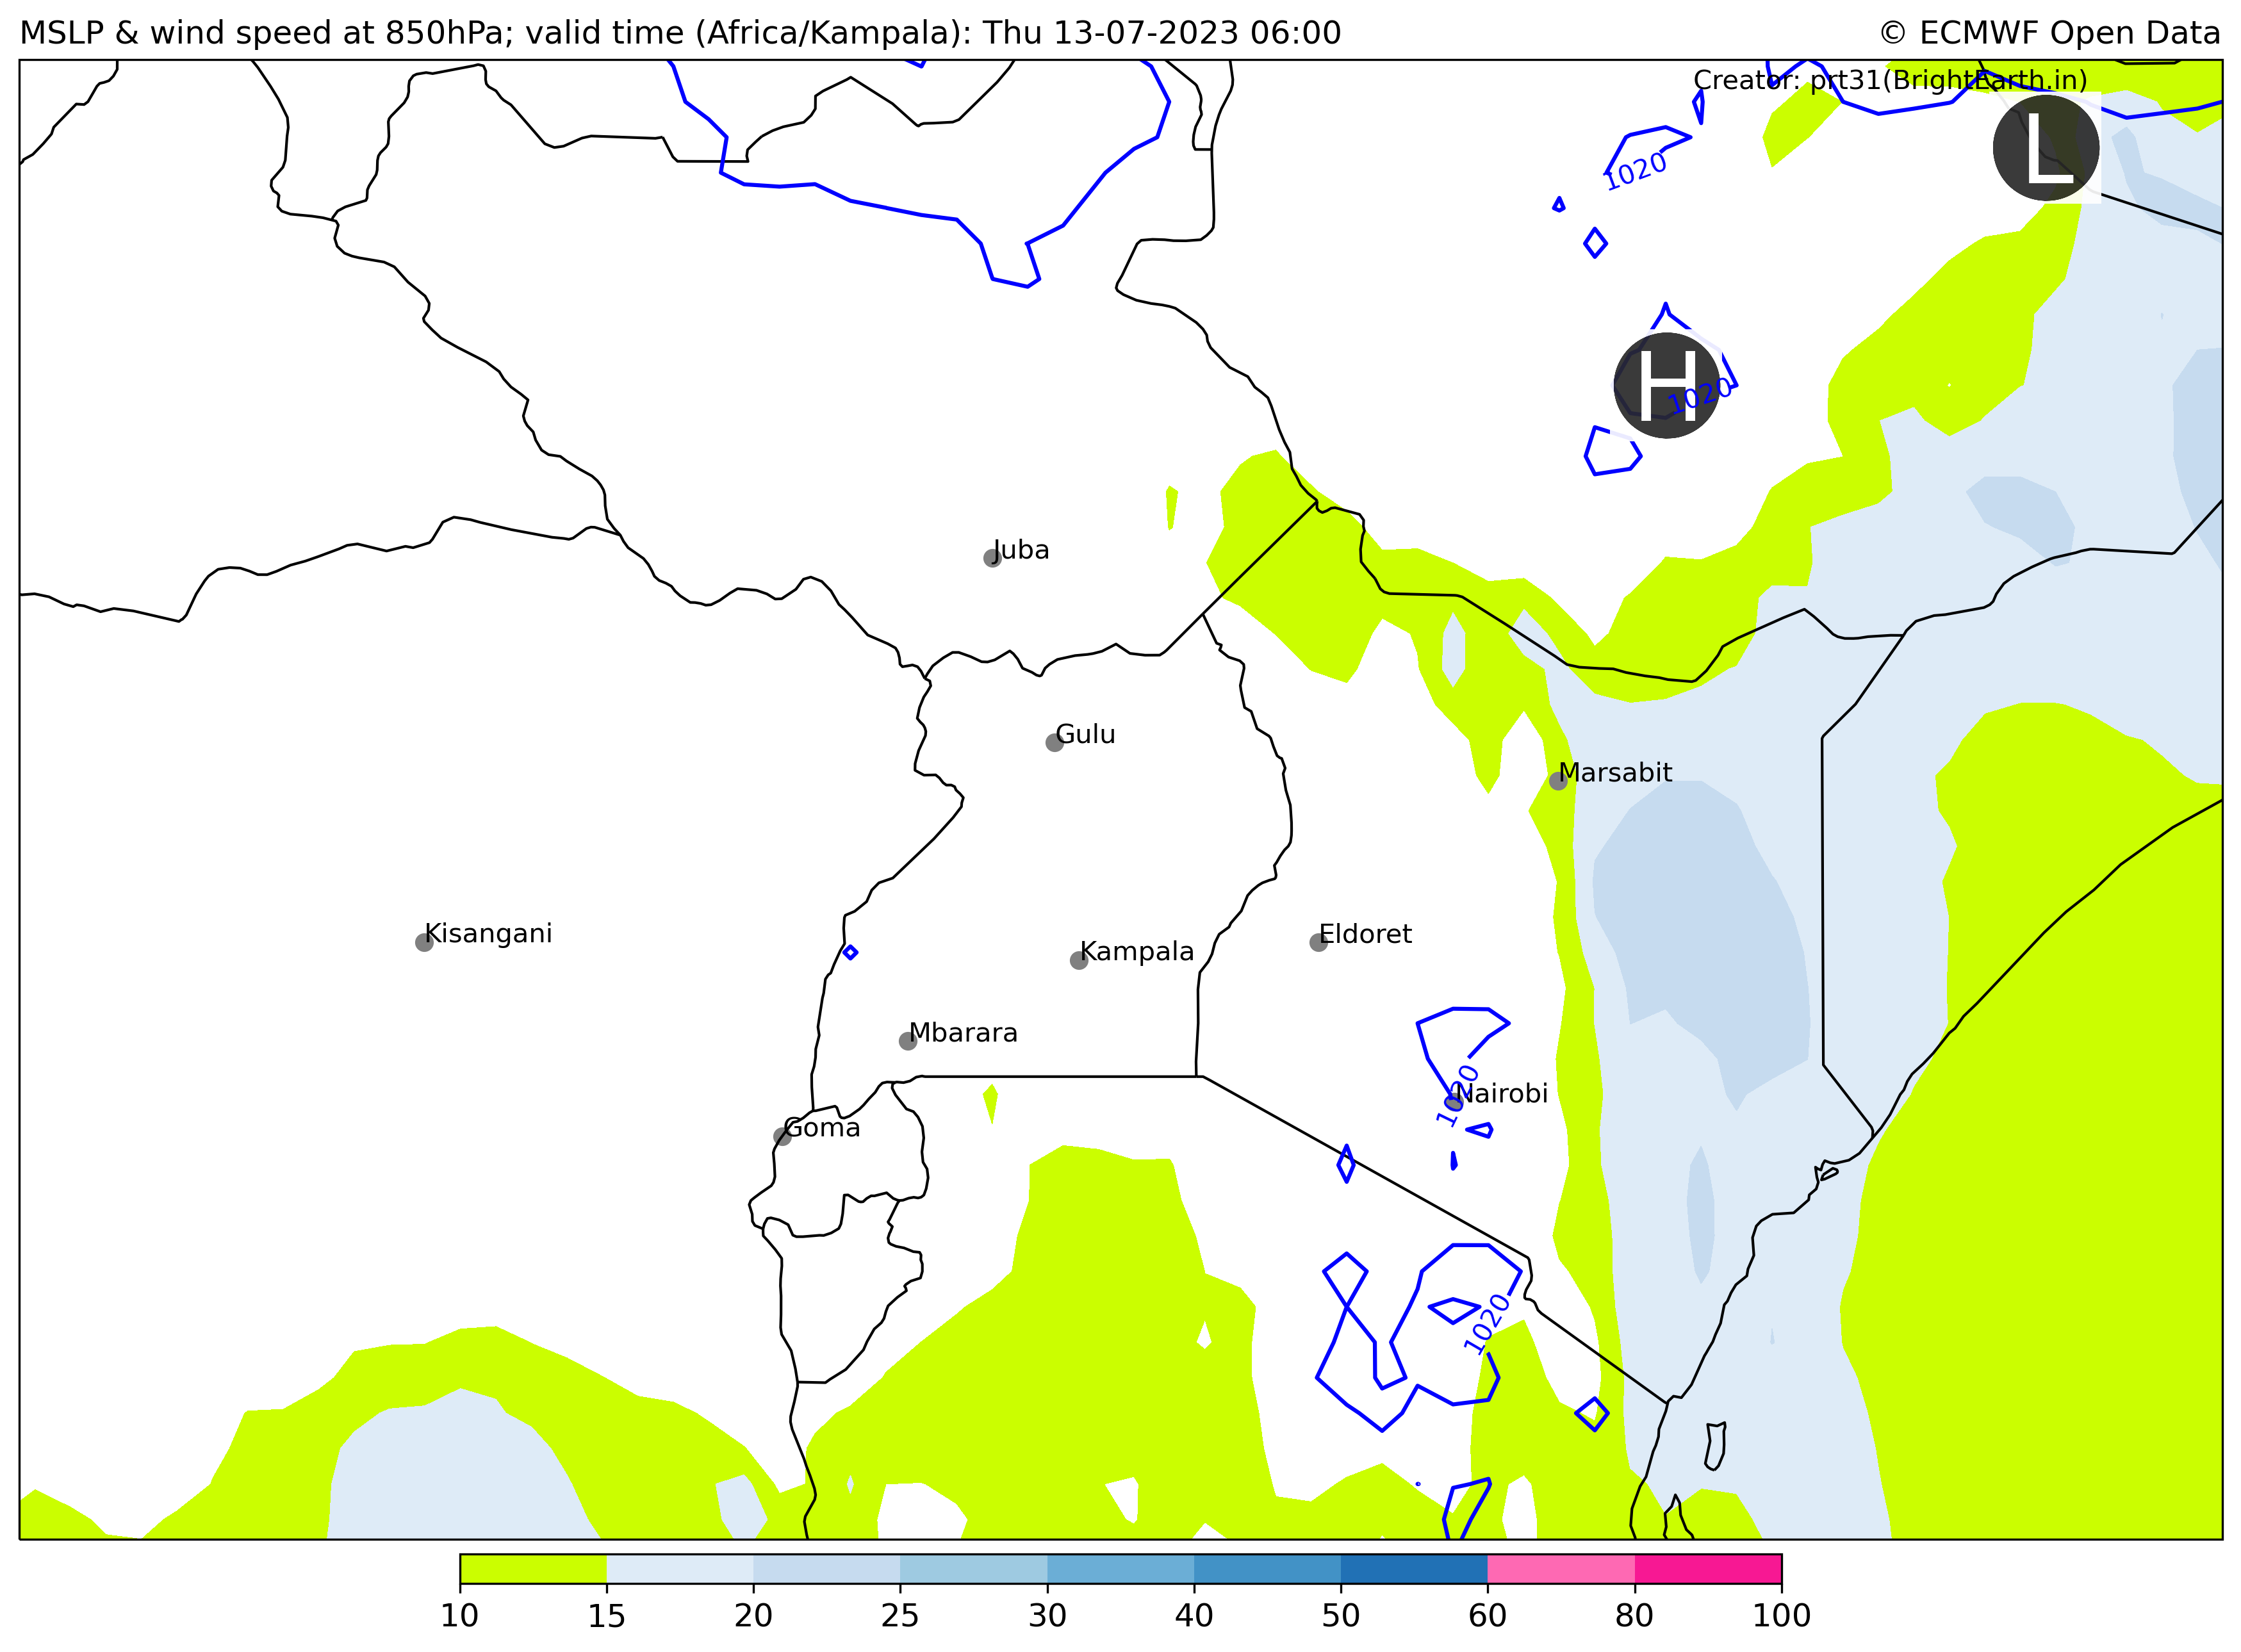 MSLP & wind speed at 850hPa; valid time (Africa/Kampala): Thu 13-07-2023 06:00
© ECMWF Open Data
Creator: prt31(BrightEarth.in)
L
1020
H
1020
Juba
Gulu
Marsabit
Kisangani
Eldoret
Kampala
Mbarara
1020
Nairobi
Goma
1020
10 15 20 25 30 40 50 60 80 100